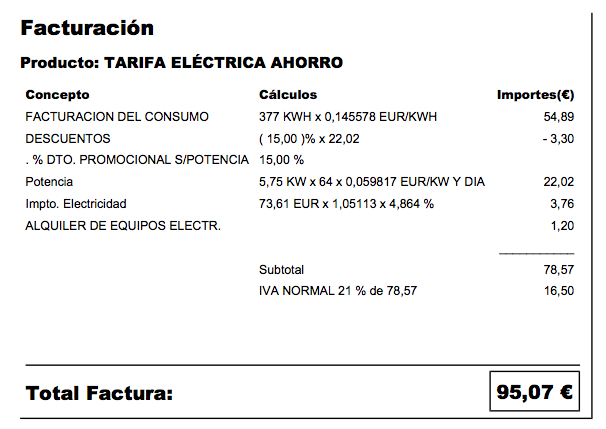 Facturación
Producto: TARIFA ELÉCTRICA AHORRO
Concepto Cálculos Importes(€)
FACTURACION DEL CONSUMO 377 KWH x 0,145578 EUR/KWH 54,89
DESCUENTOS ( 15,00 )% x 22,02 - 3,30
. % DTO. PROMOCIONAL S/POTENCIA 15,00 %
Potencia 5,75 KW x 64 x 0,059817 EUR/KW Y DIA 22,02
Impto. Electricidad 73,61 EUR x 1,05113 x 4,864 % 3,76
ALQUILER DE EQUIPOS ELECTR. 1,20
Subtotal 78,57
IVA NORMAL 21 % de 78,57 16,50
Total Factura: 95,07 €